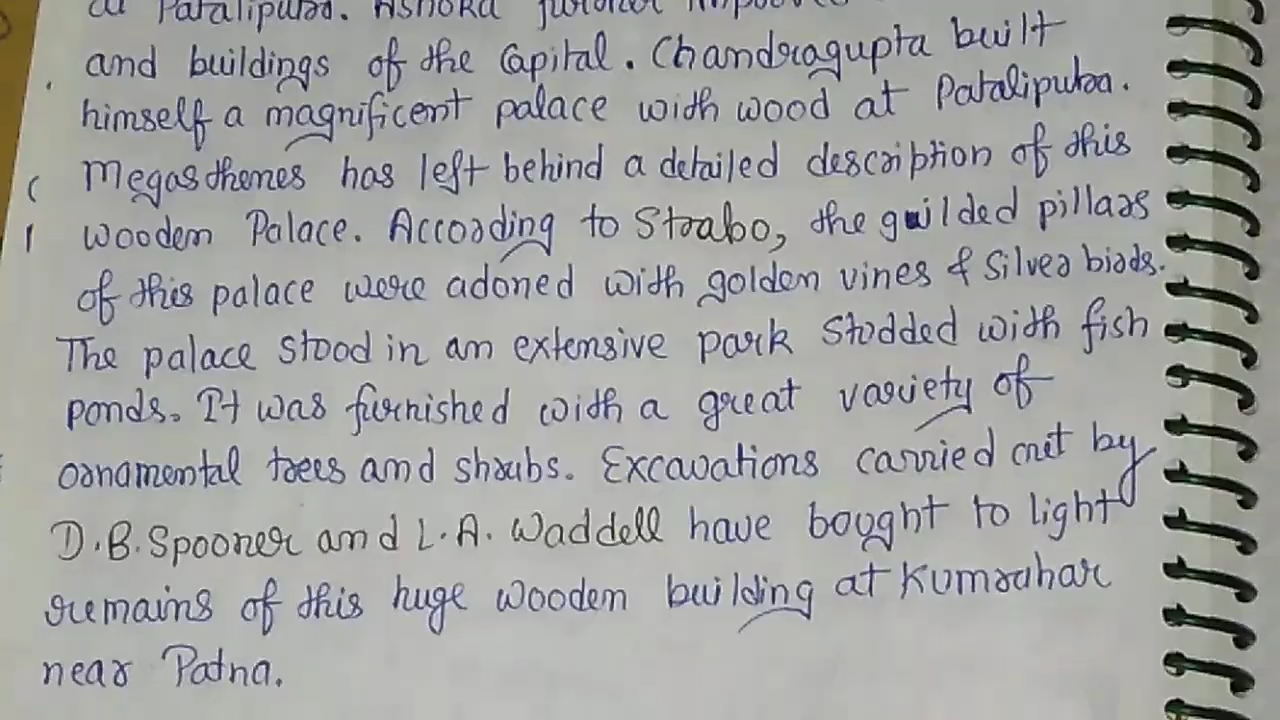 at Pataliputra. Ashoka
and buildings of the Capital. Chandragupta built
himself a magnificent palace with wood at Pataliputra.
Megasthenes has left behind a detailed description of this
wooden Palace. According to Strabo, the guilded pillars
of this palace were adoned with golden vines & silver birds.
The palace stood in an extensive park studded with fish
ponds. It was furnished with a great variety of
ornamental trees and shrubs. Excavations carried out by
D.B. Spooner and L.A. Waddell have bought to light
remains of this huge wooden building at Kumrahar
near Patna.